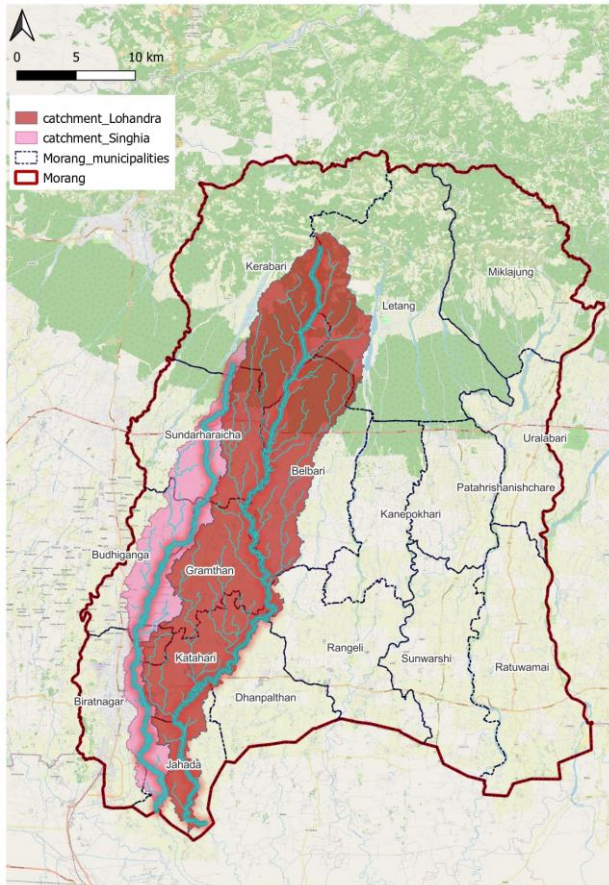 0 5 10 km
catchment_Lohandra
catchment_Singhia
Morang_municipalities
Morang
Kerabari
Miklajung
Letang
Sundarharaicha
Uralabari
Belbari
Patahrishanishchare
Kanepokhari
Budhiganga
Gramthan
Rangeli
Katahari
Sunwarshi
Ratuwamai
Dhanpalthan
Biratnagar
Jahada